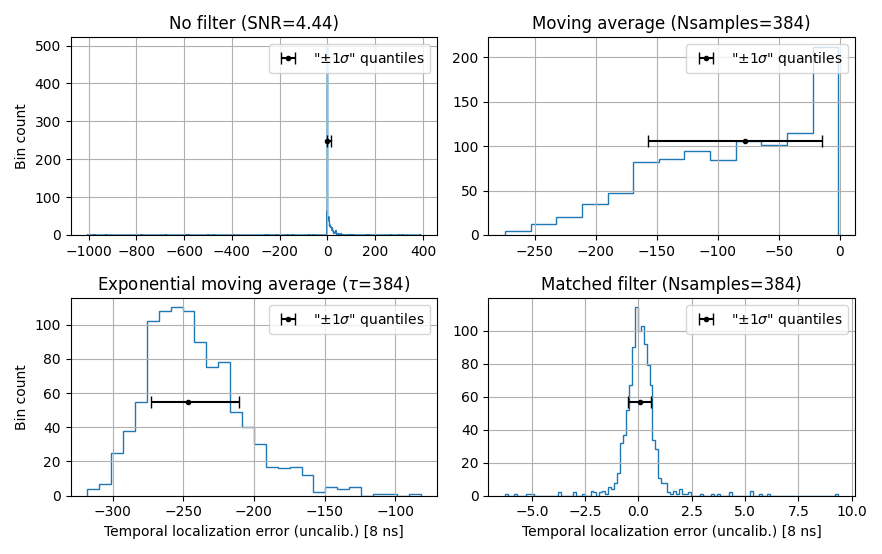 No filter (SNR=4.44)
Bin count
500
400
300
200
100
0
"±1σ" quantiles
−1000 −800 −600 −400 −200 0 200 400
Moving average (Nsamples=384)
200
150
100
50
0
"±1σ" quantiles
−250 −200 −150 −100 −50 0
Exponential moving average (τ=384)
Bin count
100
80
60
40
20
0
"±1σ" quantiles
−300 −250 −200 −150 −100
Temporal localization error (uncalib.) [8 ns]
Matched filter (Nsamples=384)
100
80
60
40
20
0
"±1σ" quantiles
−5.0 −2.5 0.0 2.5 5.0 7.5 10.0
Temporal localization error (uncalib.) [8 ns]